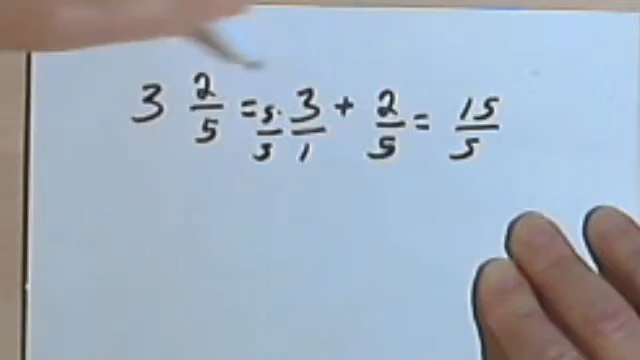 3 2/5 = 5/5 · 3/1 + 2/5 = 15/5